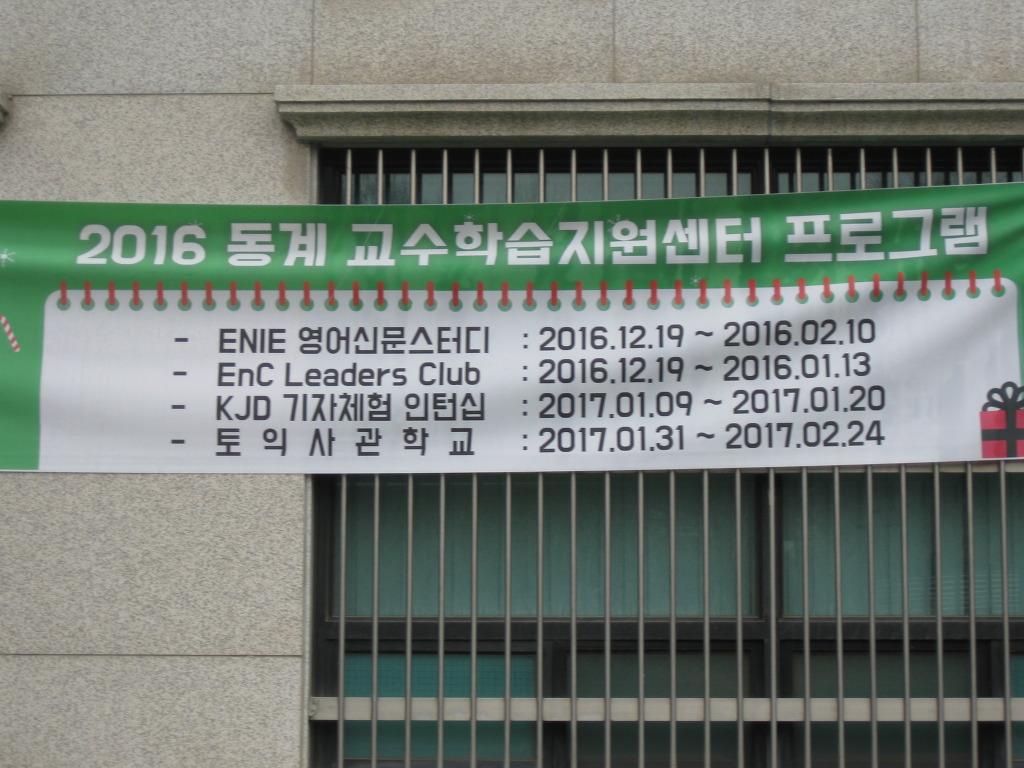 2016 동계 교수학습지원센터 프로그램
- ENIE 영어신문스터디 : 2016.12.19 ~ 2016.02.10
- EnC Leaders Club : 2016.12.19 ~ 2016.01.13
- KJD 기자체험 인턴십 : 2017.01.09 ~ 2017.01.20
- 토 익 사 관 학 교 : 2017.01.31 ~ 2017.02.24